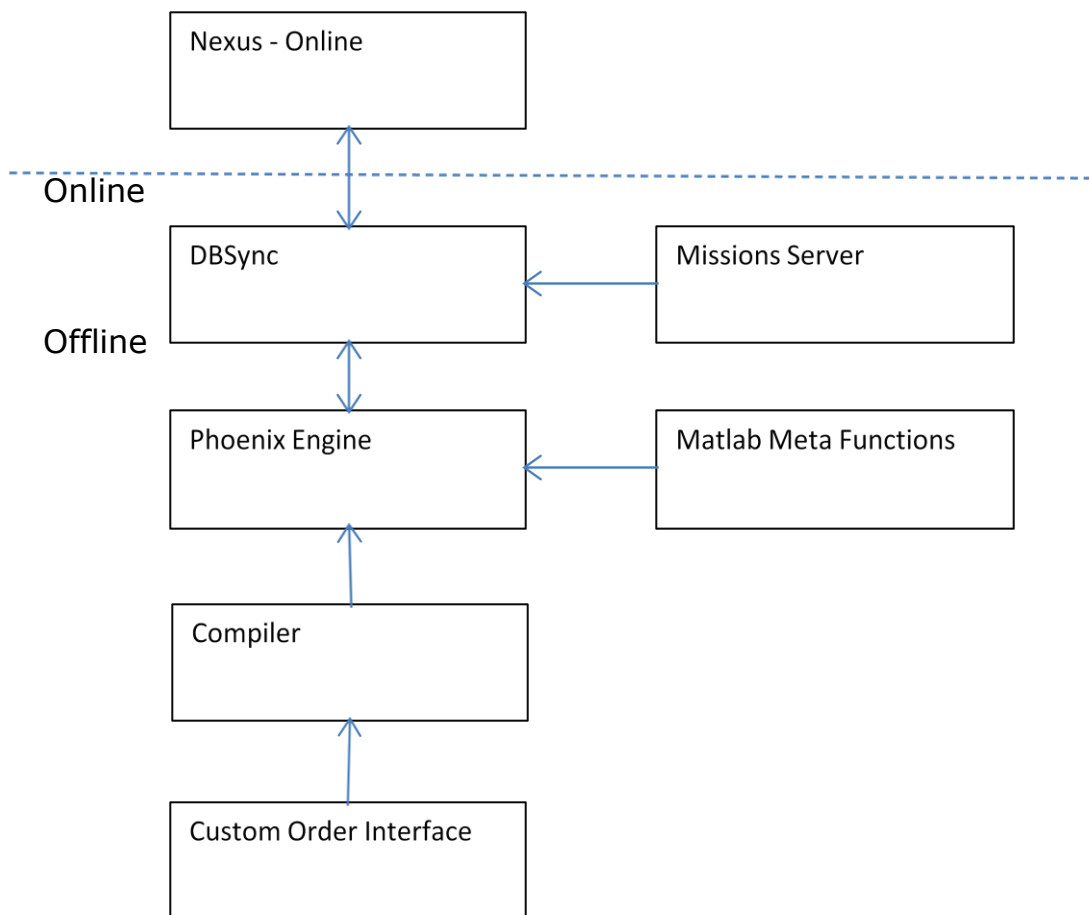 Nexus - Online
Online
DBSync
Missions Server
Offline
Phoenix Engine
Matlab Meta Functions
Compiler
Custom Order Interface